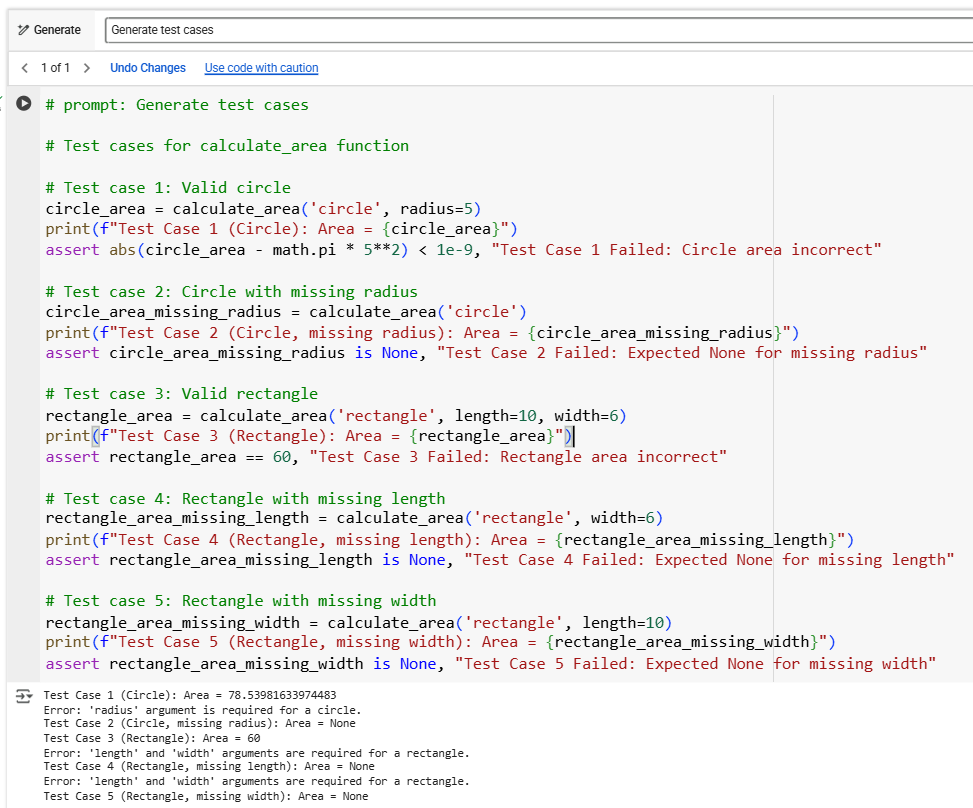 Generate
Generate test cases
1 of 1 Undo Changes Use code with caution
# prompt: Generate test cases
# Test cases for calculate_area function
# Test case 1: Valid circle
circle_area = calculate_area('circle', radius=5)
print(f"Test Case 1 (Circle): Area = {circle_area}")
assert abs(circle_area - math.pi * 5**2) < 1e-9, "Test Case 1 Failed: Circle area incorrect"
# Test case 2: Circle with missing radius
circle_area_missing_radius = calculate_area('circle')
print(f"Test Case 2 (Circle, missing radius): Area = {circle_area_missing_radius}")
assert circle_area_missing_radius is None, "Test Case 2 Failed: Expected None for missing radius"
# Test case 3: Valid rectangle
rectangle_area = calculate_area('rectangle', length=10, width=6)
print(f"Test Case 3 (Rectangle): Area = {rectangle_area}")
assert rectangle_area == 60, "Test Case 3 Failed: Rectangle area incorrect"
# Test case 4: Rectangle with missing length
rectangle_area_missing_length = calculate_area('rectangle', width=6)
print(f"Test Case 4 (Rectangle, missing length): Area = {rectangle_area_missing_length}")
assert rectangle_area_missing_length is None, "Test Case 4 Failed: Expected None for missing length"
# Test case 5: Rectangle with missing width
rectangle_area_missing_width = calculate_area('rectangle', length=10)
print(f"Test Case 5 (Rectangle, missing width): Area = {rectangle_area_missing_width}")
assert rectangle_area_missing_width is None, "Test Case 5 Failed: Expected None for missing width"
Test Case 1 (Circle): Area = 78.53981633974483
Error: 'radius' argument is required for a circle.
Test Case 2 (Circle, missing radius): Area = None
Test Case 3 (Rectangle): Area = 60
Error: 'length' and 'width' arguments are required for a rectangle.
Test Case 4 (Rectangle, missing length): Area = None
Error: 'length' and 'width' arguments are required for a rectangle.
Test Case 5 (Rectangle, missing width): Area = None